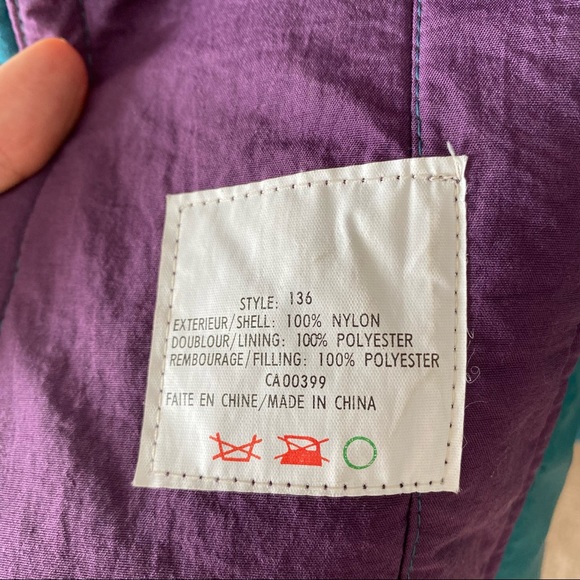 STYLE: 136
EXTERIEUR/SHELL: 100% NYLON
DOUBLOUR/LINING: 100% POLYESTER
REMBOURAGE/FILLING: 100% POLYESTER
CA00399
FAITE EN CHINE/MADE IN CHINA